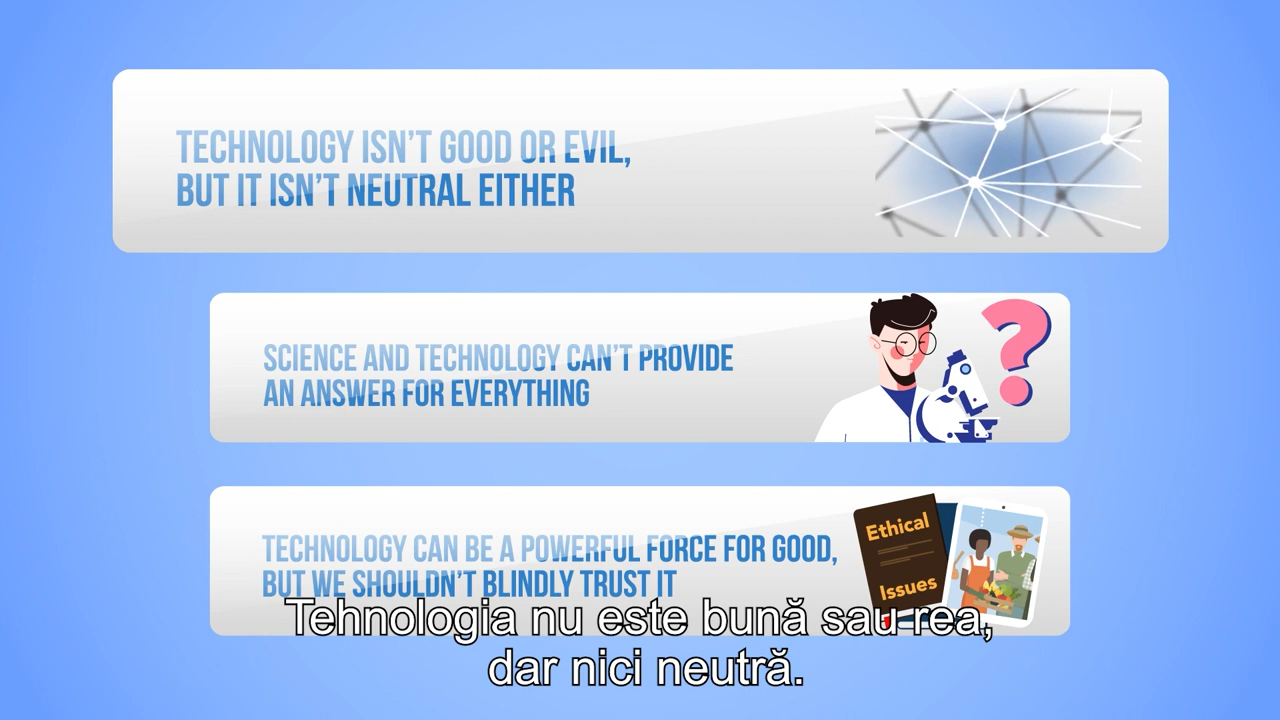 TECHNOLOGY ISN'T GOOD OR EVIL,
BUT IT ISN'T NEUTRAL EITHER
SCIENCE AND TECHNOLOGY CAN'T PROVIDE
AN ANSWER FOR EVERYTHING
TECHNOLOGY CAN BE A POWERFUL FORCE FOR GOOD,
BUT WE SHOULDN'T BLINDLY TRUST IT
Ethical
Issues
Tehnologia nu este bună sau rea,
dar nici neutră.